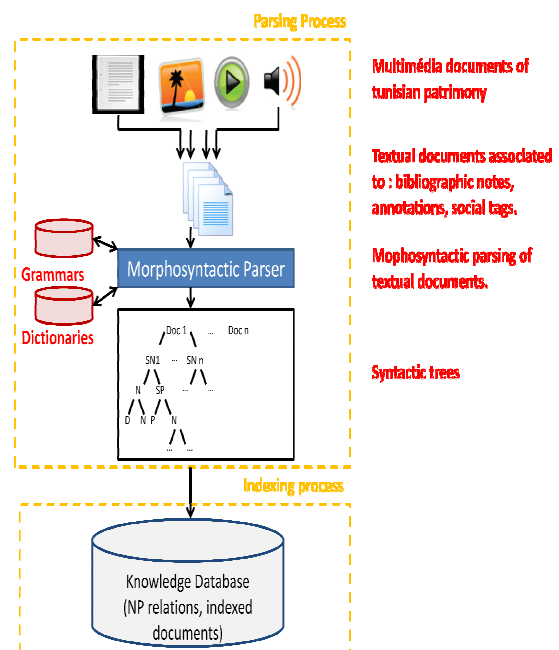 Parsing Process
Multimédia documents of
tunisian patrimony
Textual documents associated
to : bibliographic notes,
annotations, social tags.
Grammars
Morphosyntactic Parser
Mophosyntactic parsing of
textual documents.
Dictionaries
Doc 1 ... Doc n
SN1 ... SN n
N SP ... ...
D N P N
... ...
Syntactic trees
Indexing process
Knowledge Database
(NP relations, indexed
documents)